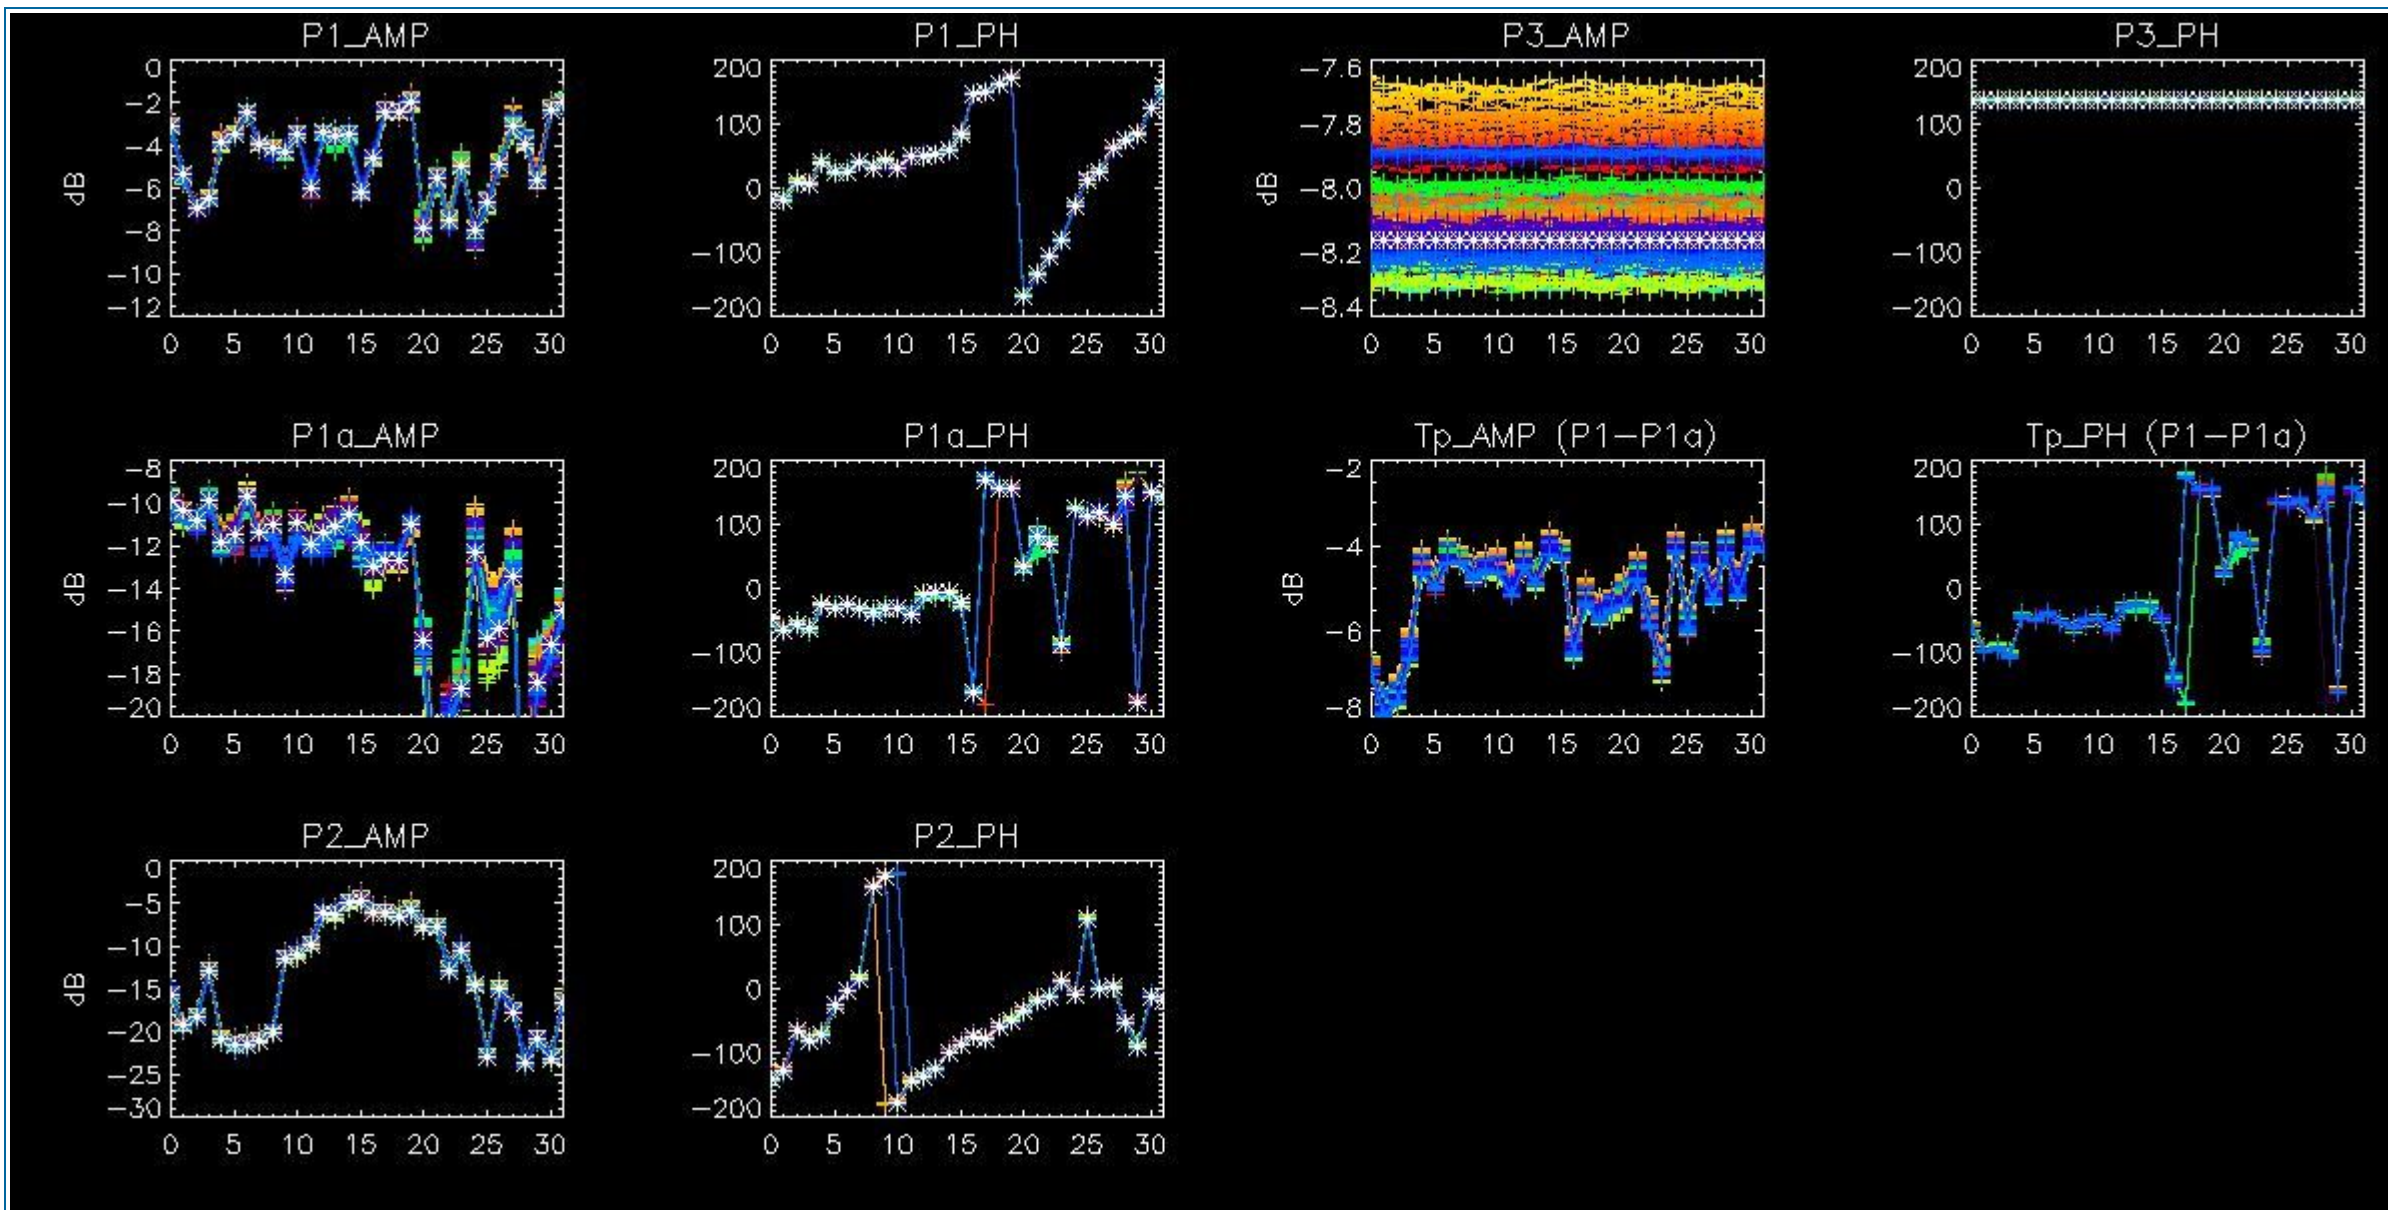 P1_AMP
0
−2
−4
−6
−8
−10
−12
dB
0 5 10 15 20 25 30
P1_PH
200
100
0
−100
−200
0 5 10 15 20 25 30
P3_AMP
−7.6
−7.8
−8.0
−8.2
−8.4
dB
0 5 10 15 20 25 30
P3_PH
200
100
0
−100
−200
0 5 10 15 20 25 30
P1a_AMP
−8
−10
−12
−14
−16
−18
−20
dB
0 5 10 15 20 25 30
P1a_PH
200
100
0
−100
−200
0 5 10 15 20 25 30
Tp_AMP (P1−P1a)
−2
−4
−6
−8
dB
0 5 10 15 20 25 30
Tp_PH (P1−P1a)
200
100
0
−100
−200
0 5 10 15 20 25 30
P2_AMP
0
−5
−10
−15
−20
−25
−30
dB
0 5 10 15 20 25 30
P2_PH
200
100
0
−100
−200
0 5 10 15 20 25 30